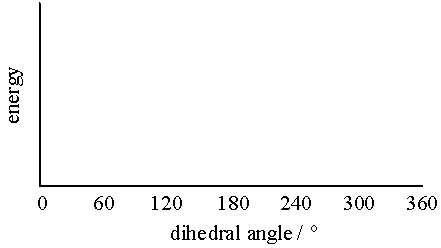 energy
0 60 120 180 240 300 360
dihedral angle / °